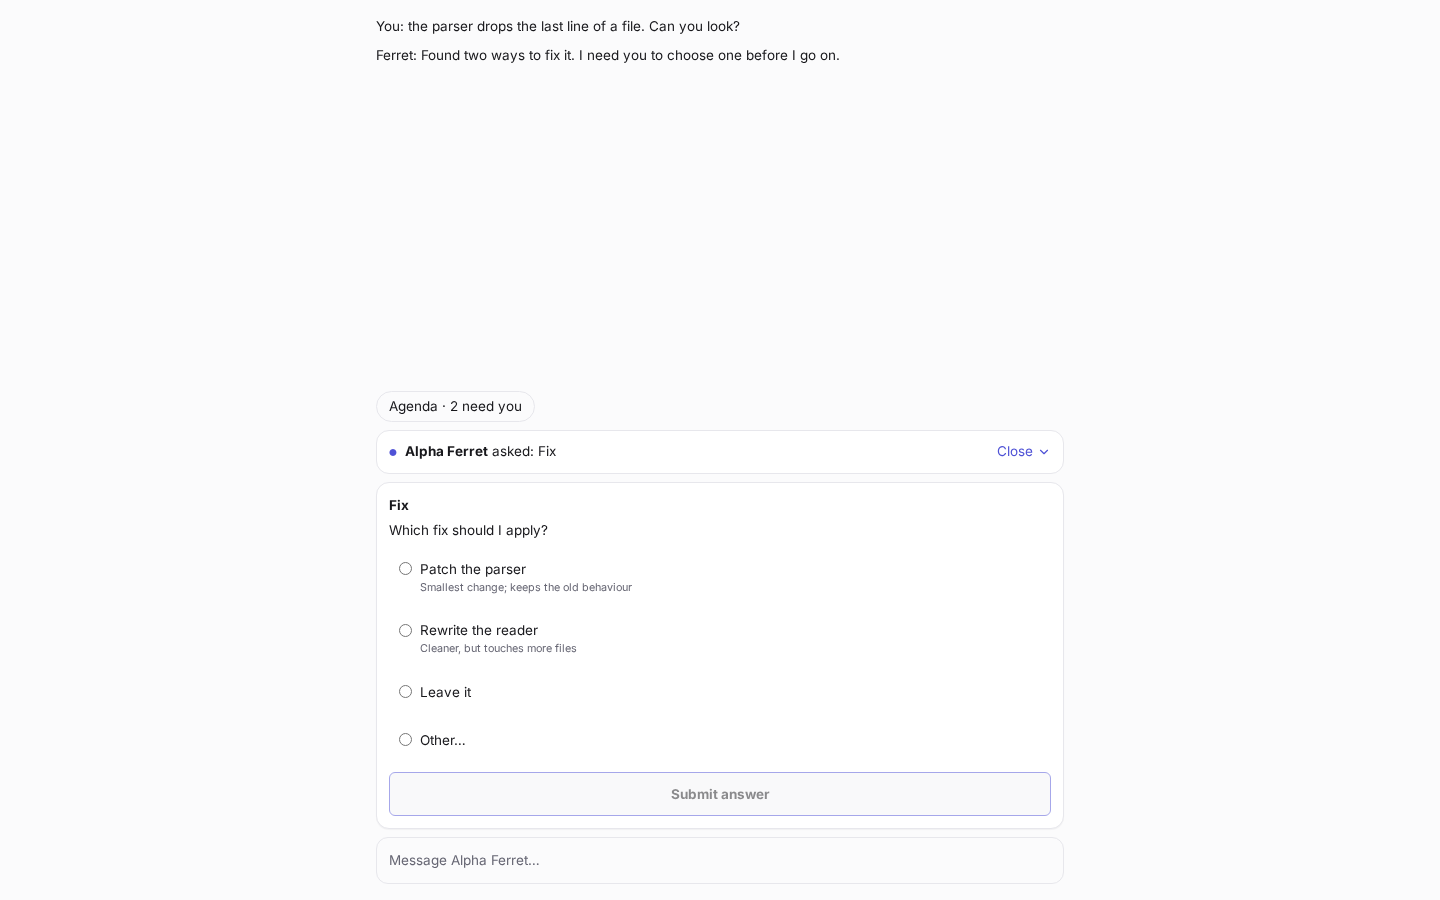 You: the parser drops the last line of a file. Can you look?
Ferret: Found two ways to fix it. I need you to choose one before I go on.
Agenda · 2 need you
Alpha Ferret asked: Fix
Close
Fix
Which fix should I apply?
Patch the parser
Smallest change; keeps the old behaviour
Rewrite the reader
Cleaner, but touches more files
Leave it
Other...
Submit answer
Message Alpha Ferret...